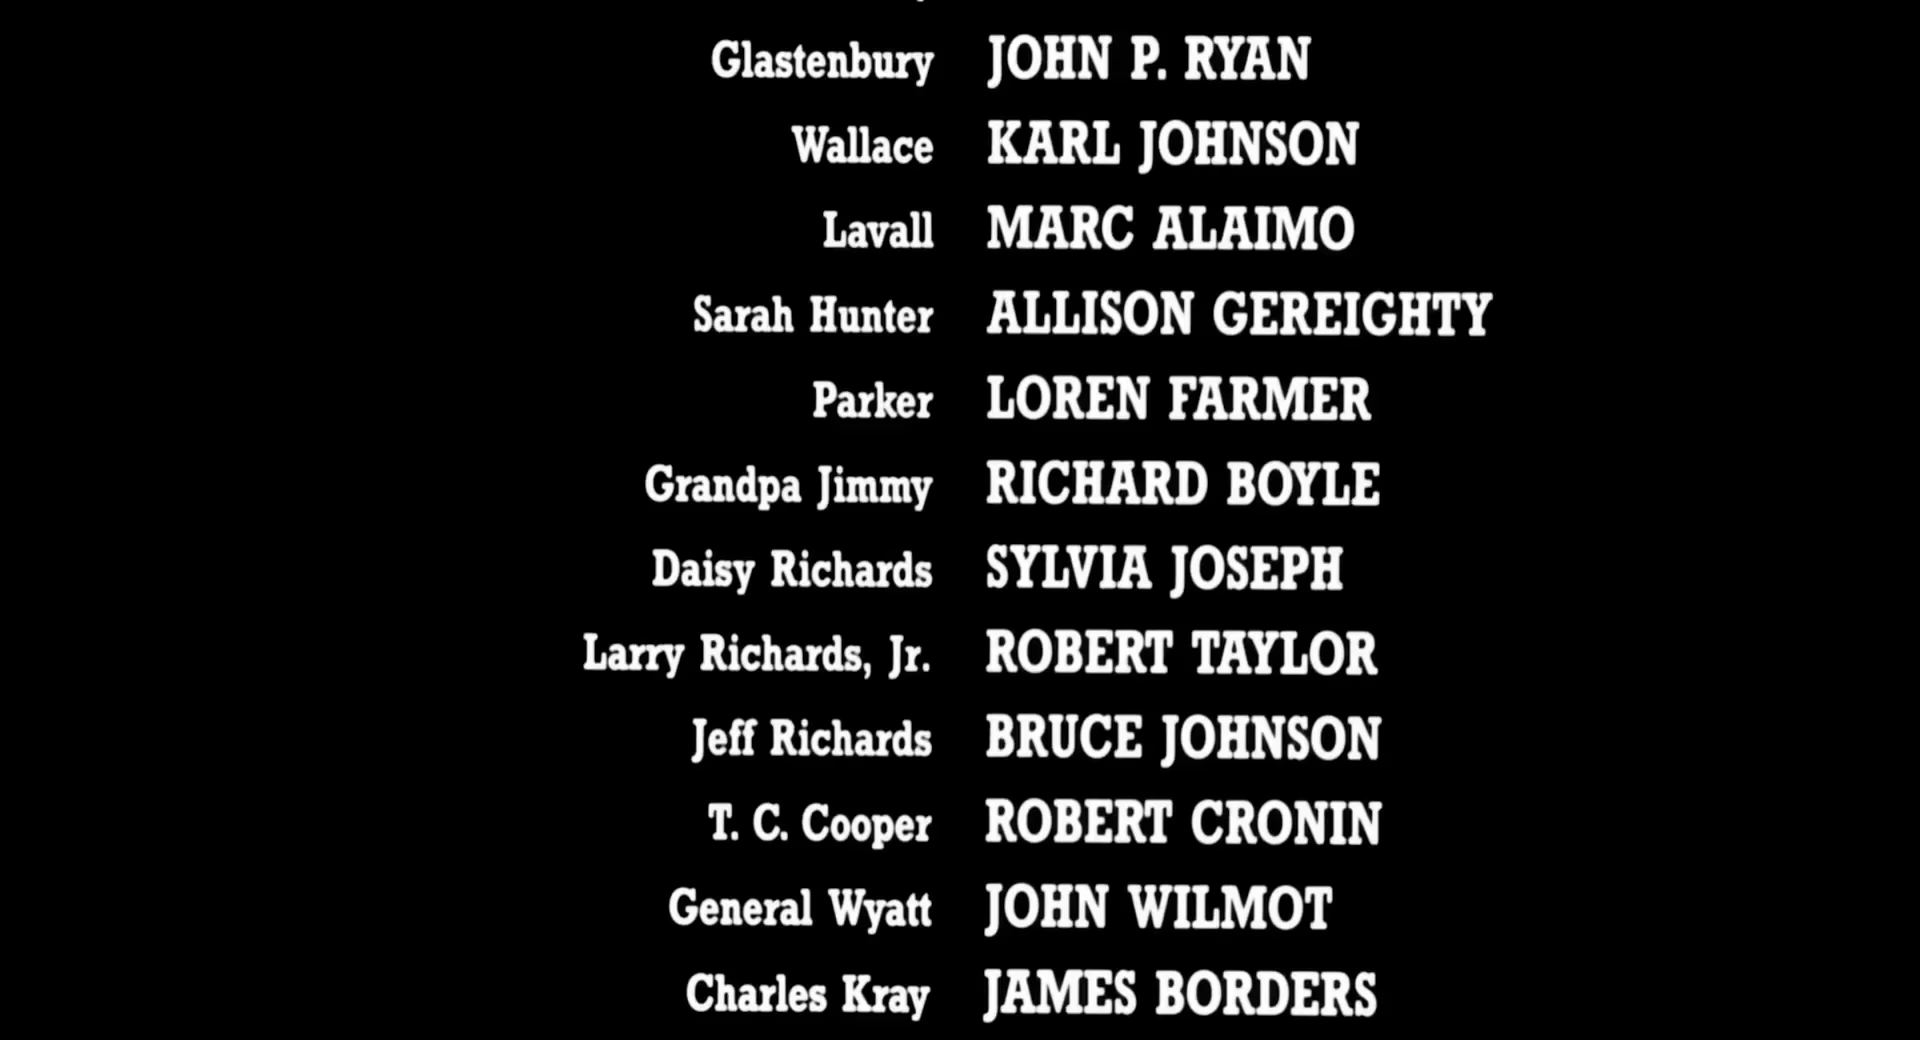 Glastenbury JOHN P. RYAN
Wallace KARL JOHNSON
Lavall MARC ALAIMO
Sarah Hunter ALLISON GEREIGHTY
Parker LOREN FARMER
Grandpa Jimmy RICHARD BOYLE
Daisy Richards SYLVIA JOSEPH
Larry Richards, Jr. ROBERT TAYLOR
Jeff Richards BRUCE JOHNSON
T. C. Cooper ROBERT CRONIN
General Wyatt JOHN WILMOT
Charles Kray JAMES BORDERS